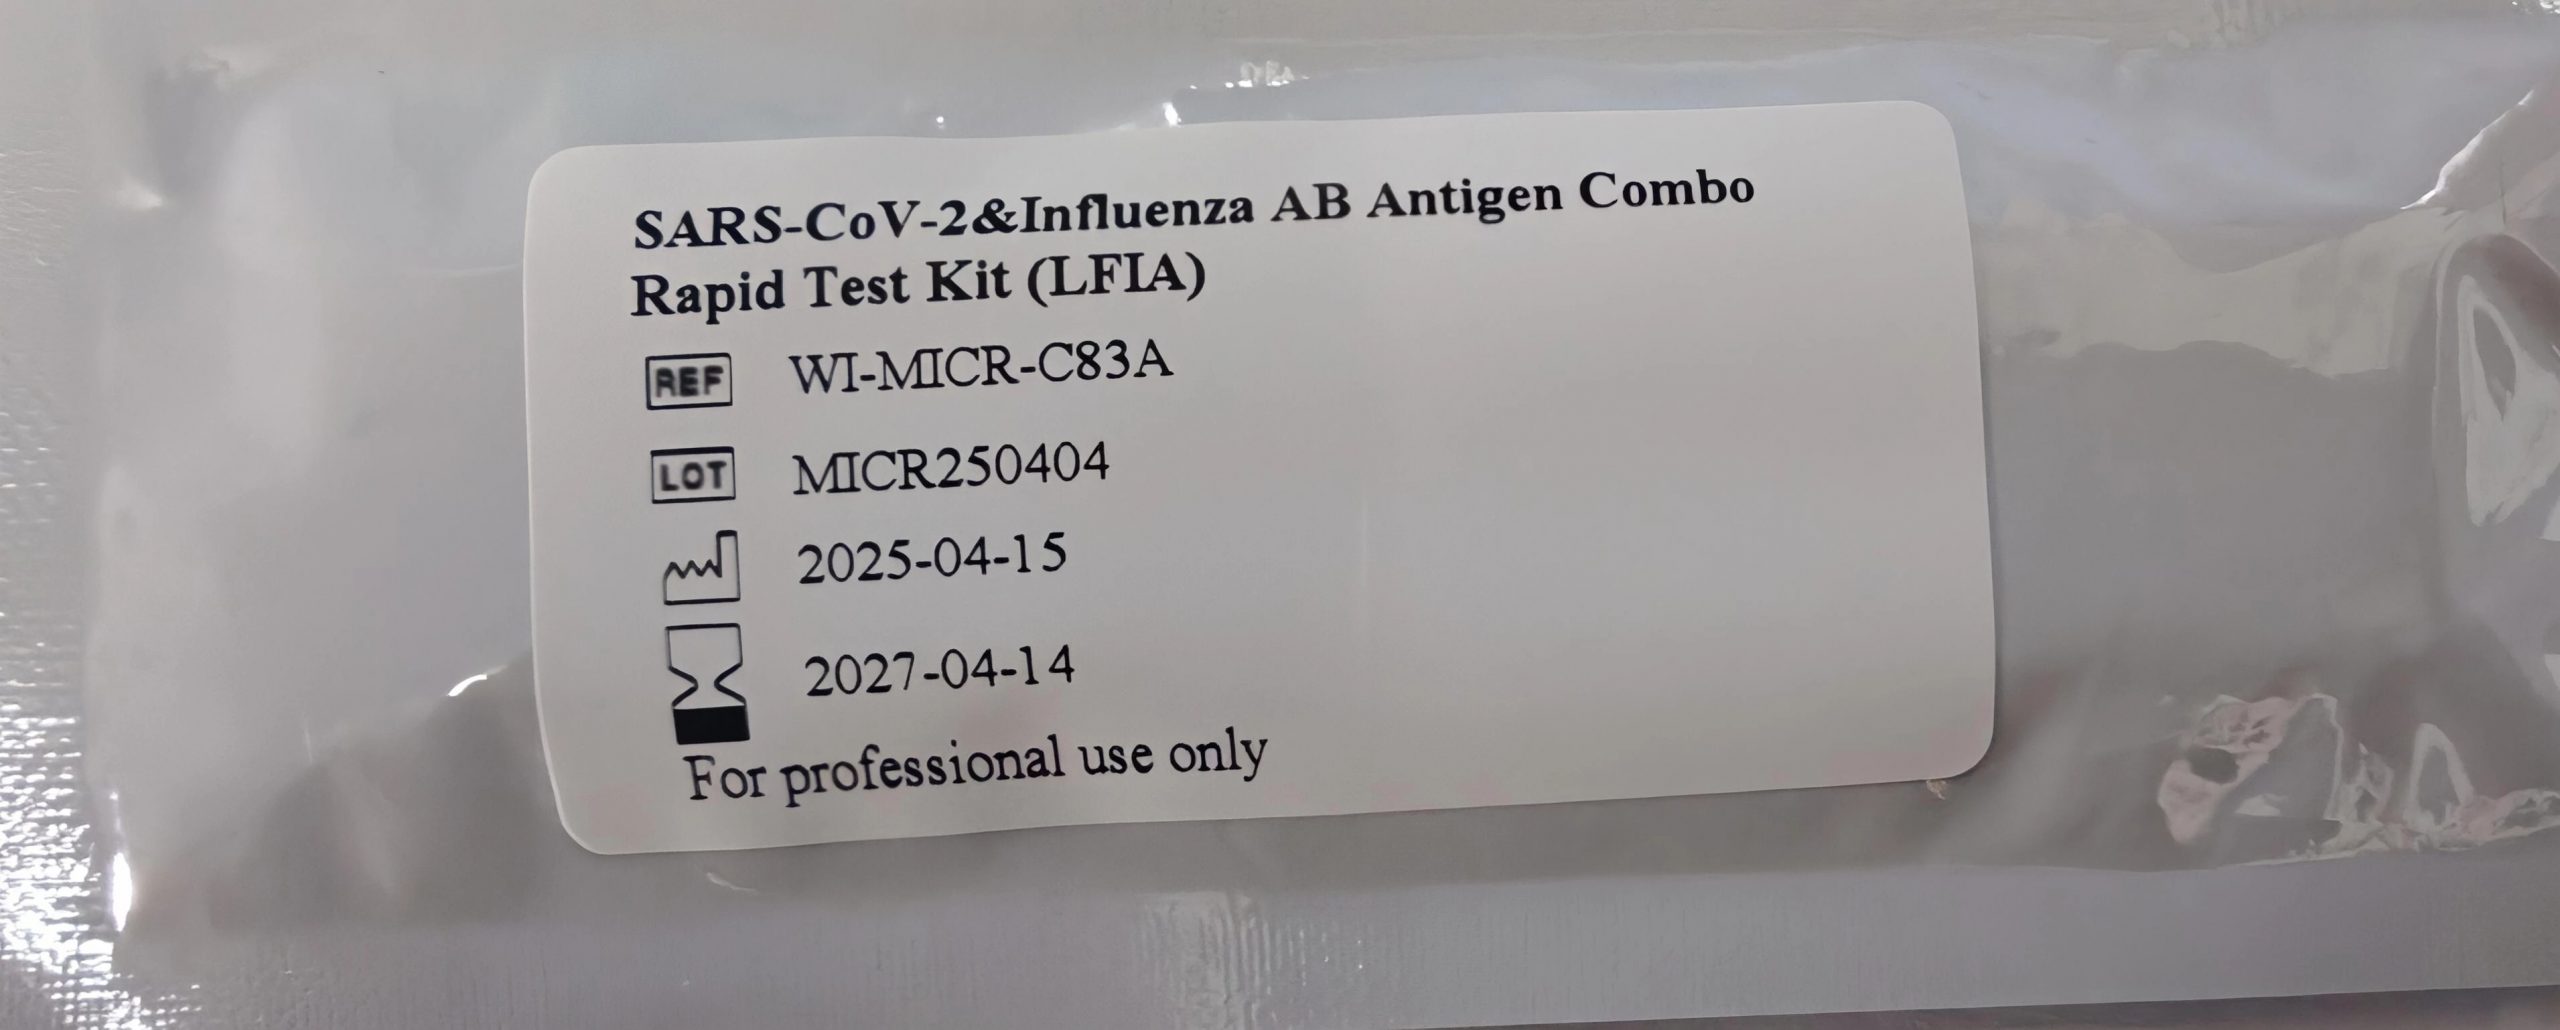 SARS-CoV-2&Influenza AB Antigen Combo
Rapid Test Kit (LFIA)
REF WI-MICR-C83A
LOT MICR250404
2025-04-15
2027-04-14
For professional use only